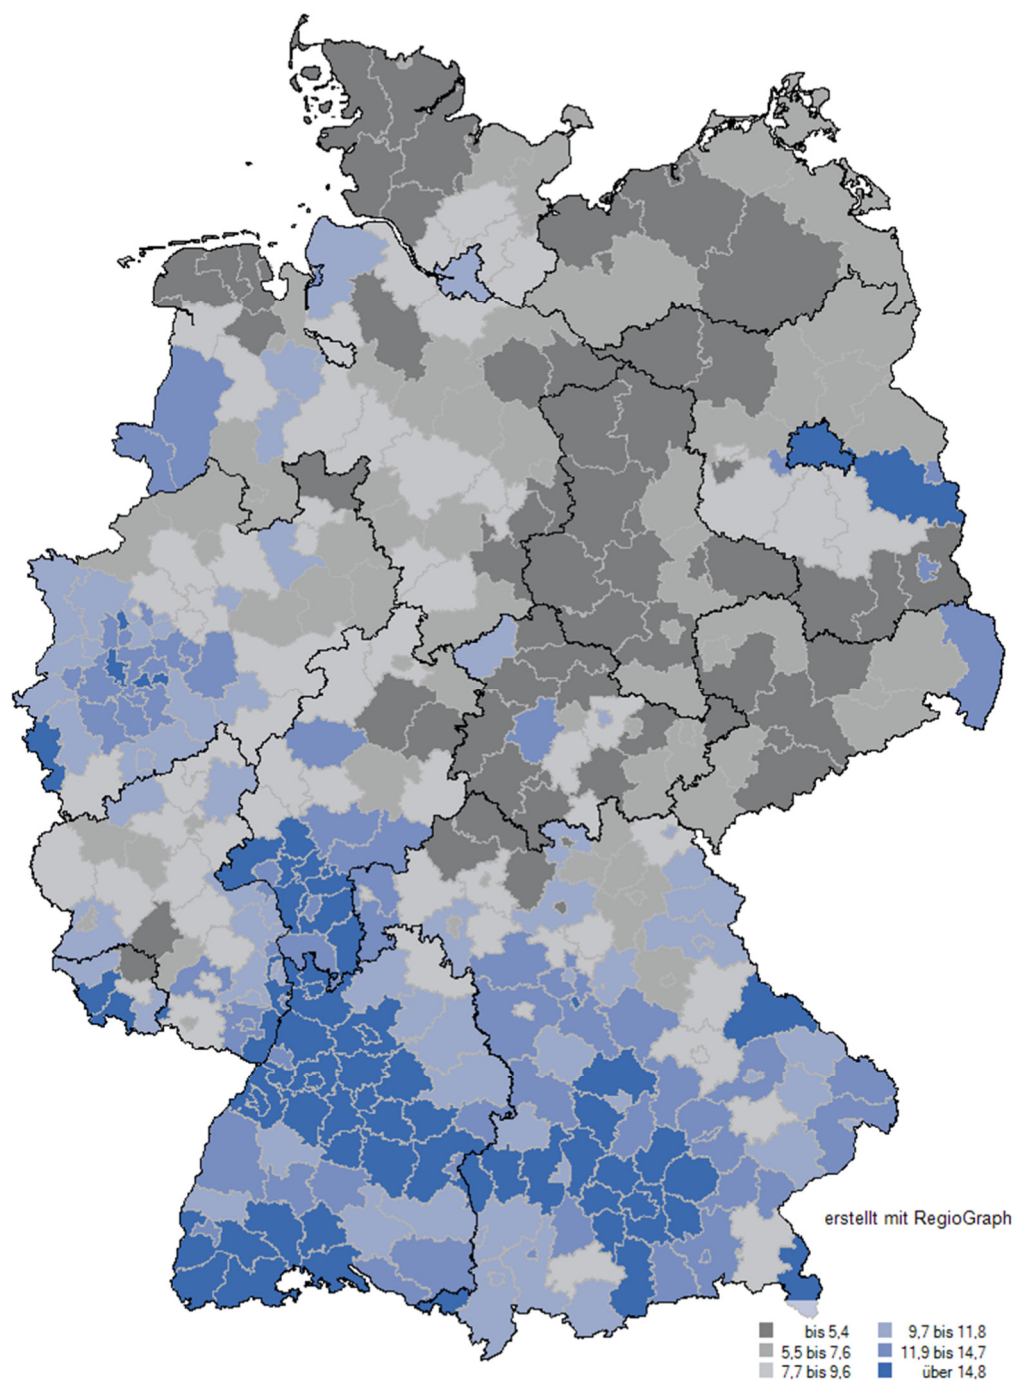 erstellt mit RegioGraph
bis 5,4
9,7 bis 11,8
5,5 bis 7,6
11,9 bis 14,7
7,7 bis 9,6
über 14,8